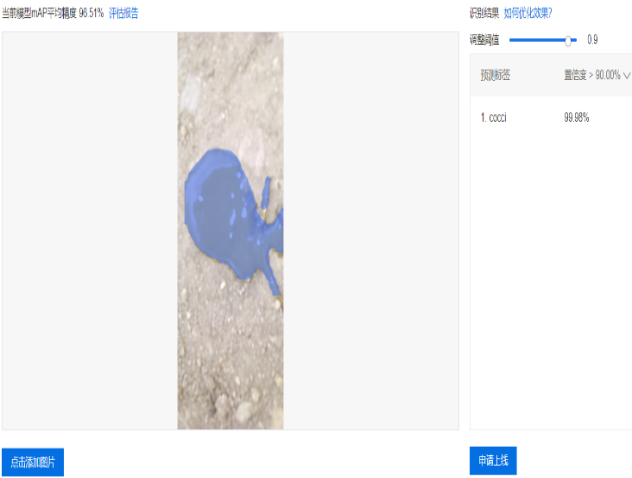 当前模型mAP平均精度 96.51% 评估报告
识别结果 如何优化效果?
调整阈值 0.9
预测标签 置信度 > 90.00%
1. cocci 99.98%
点击添加图片 申请上线